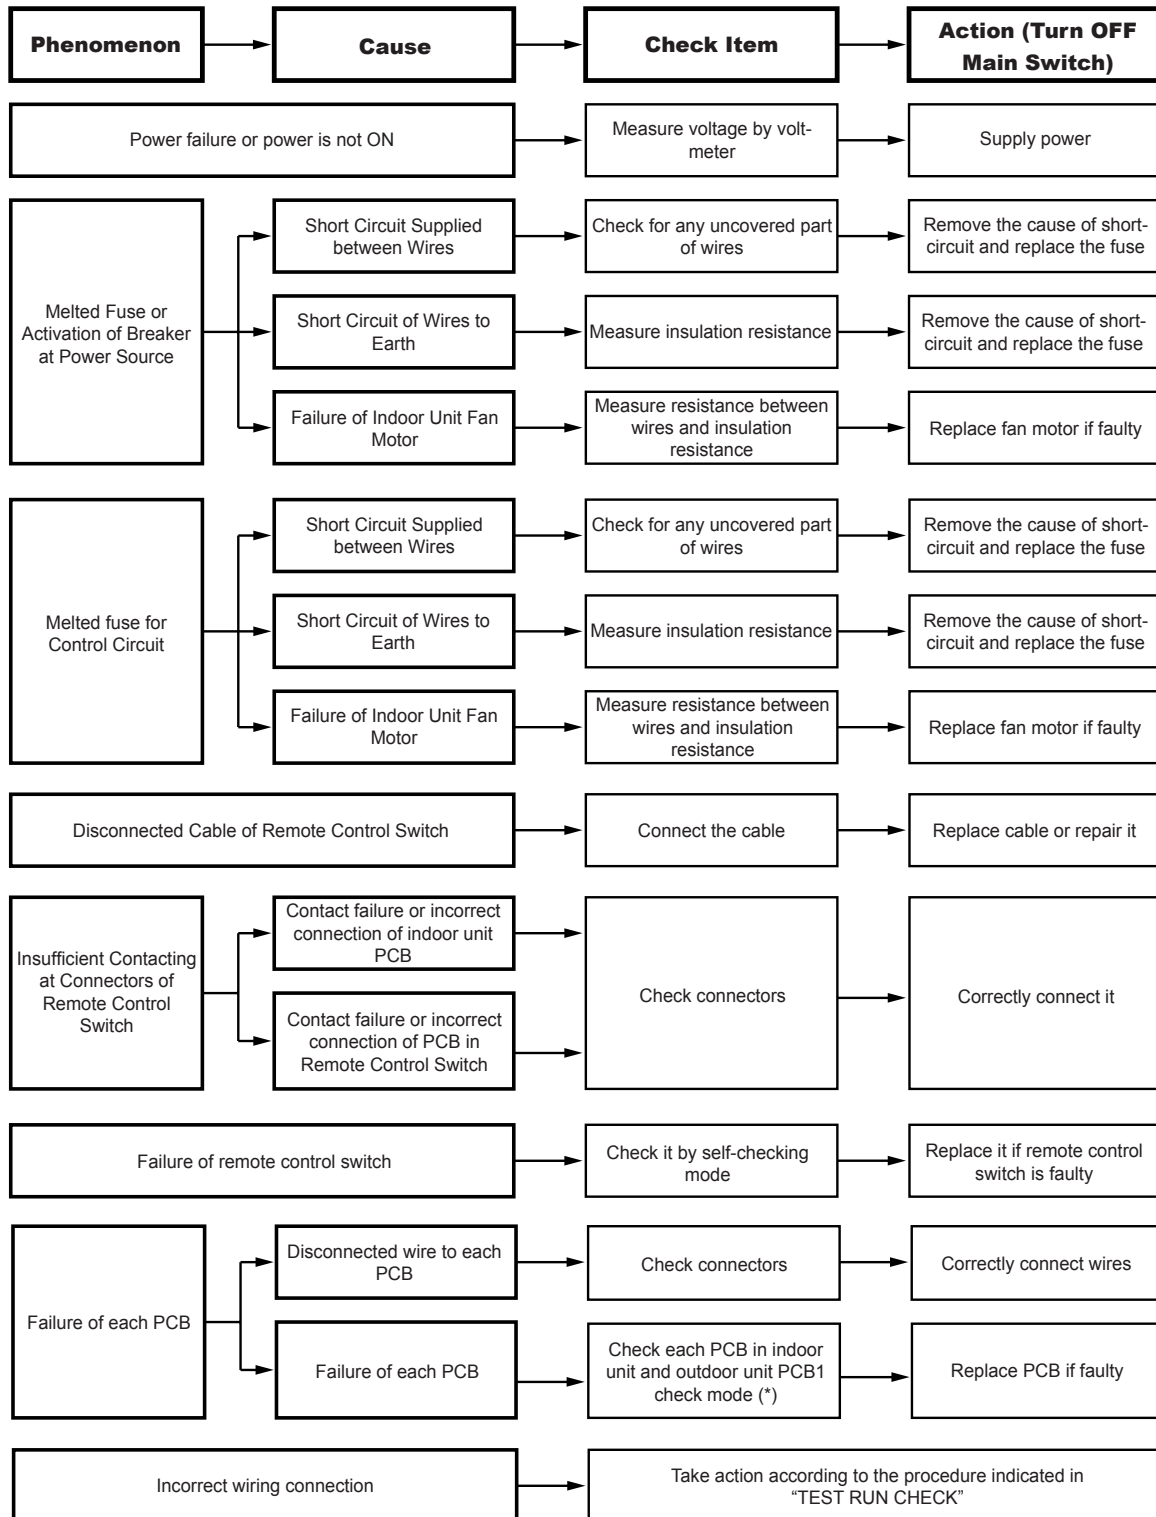 Phenomenon
Cause
Check Item
Action (Turn OFF
Main Switch)
Power failure or power is not ON
Measure voltage by volt-
meter
Supply power
Melted Fuse or
Activation of Breaker
at Power Source
Short Circuit Supplied
between Wires
Check for any uncovered part
of wires
Remove the cause of short-
circuit and replace the fuse
Short Circuit of Wires to
Earth
Measure insulation resistance
Remove the cause of short-
circuit and replace the fuse
Failure of Indoor Unit Fan
Motor
Measure resistance between
wires and insulation
resistance
Replace fan motor if faulty
Melted fuse for
Control Circuit
Short Circuit Supplied
between Wires
Check for any uncovered part
of wires
Remove the cause of short-
circuit and replace the fuse
Short Circuit of Wires to
Earth
Measure insulation resistance
Remove the cause of short-
circuit and replace the fuse
Failure of Indoor Unit Fan
Motor
Measure resistance between
wires and insulation
resistance
Replace fan motor if faulty
Disconnected Cable of Remote Control Switch
Connect the cable
Replace cable or repair it
Insufficient Contacting
at Connectors of
Remote Control
Switch
Contact failure or incorrect
connection of indoor unit
PCB
Contact failure or incorrect
connection of PCB in
Remote Control Switch
Check connectors
Correctly connect it
Failure of remote control switch
Check it by self-checking
mode
Replace it if remote control
switch is faulty
Failure of each PCB
Disconnected wire to each
PCB
Check connectors
Correctly connect wires
Failure of each PCB
Check each PCB in indoor
unit and outdoor unit PCB1
check mode (*)
Replace PCB if faulty
Incorrect wiring connection
Take action according to the procedure indicated in
“TEST RUN CHECK”